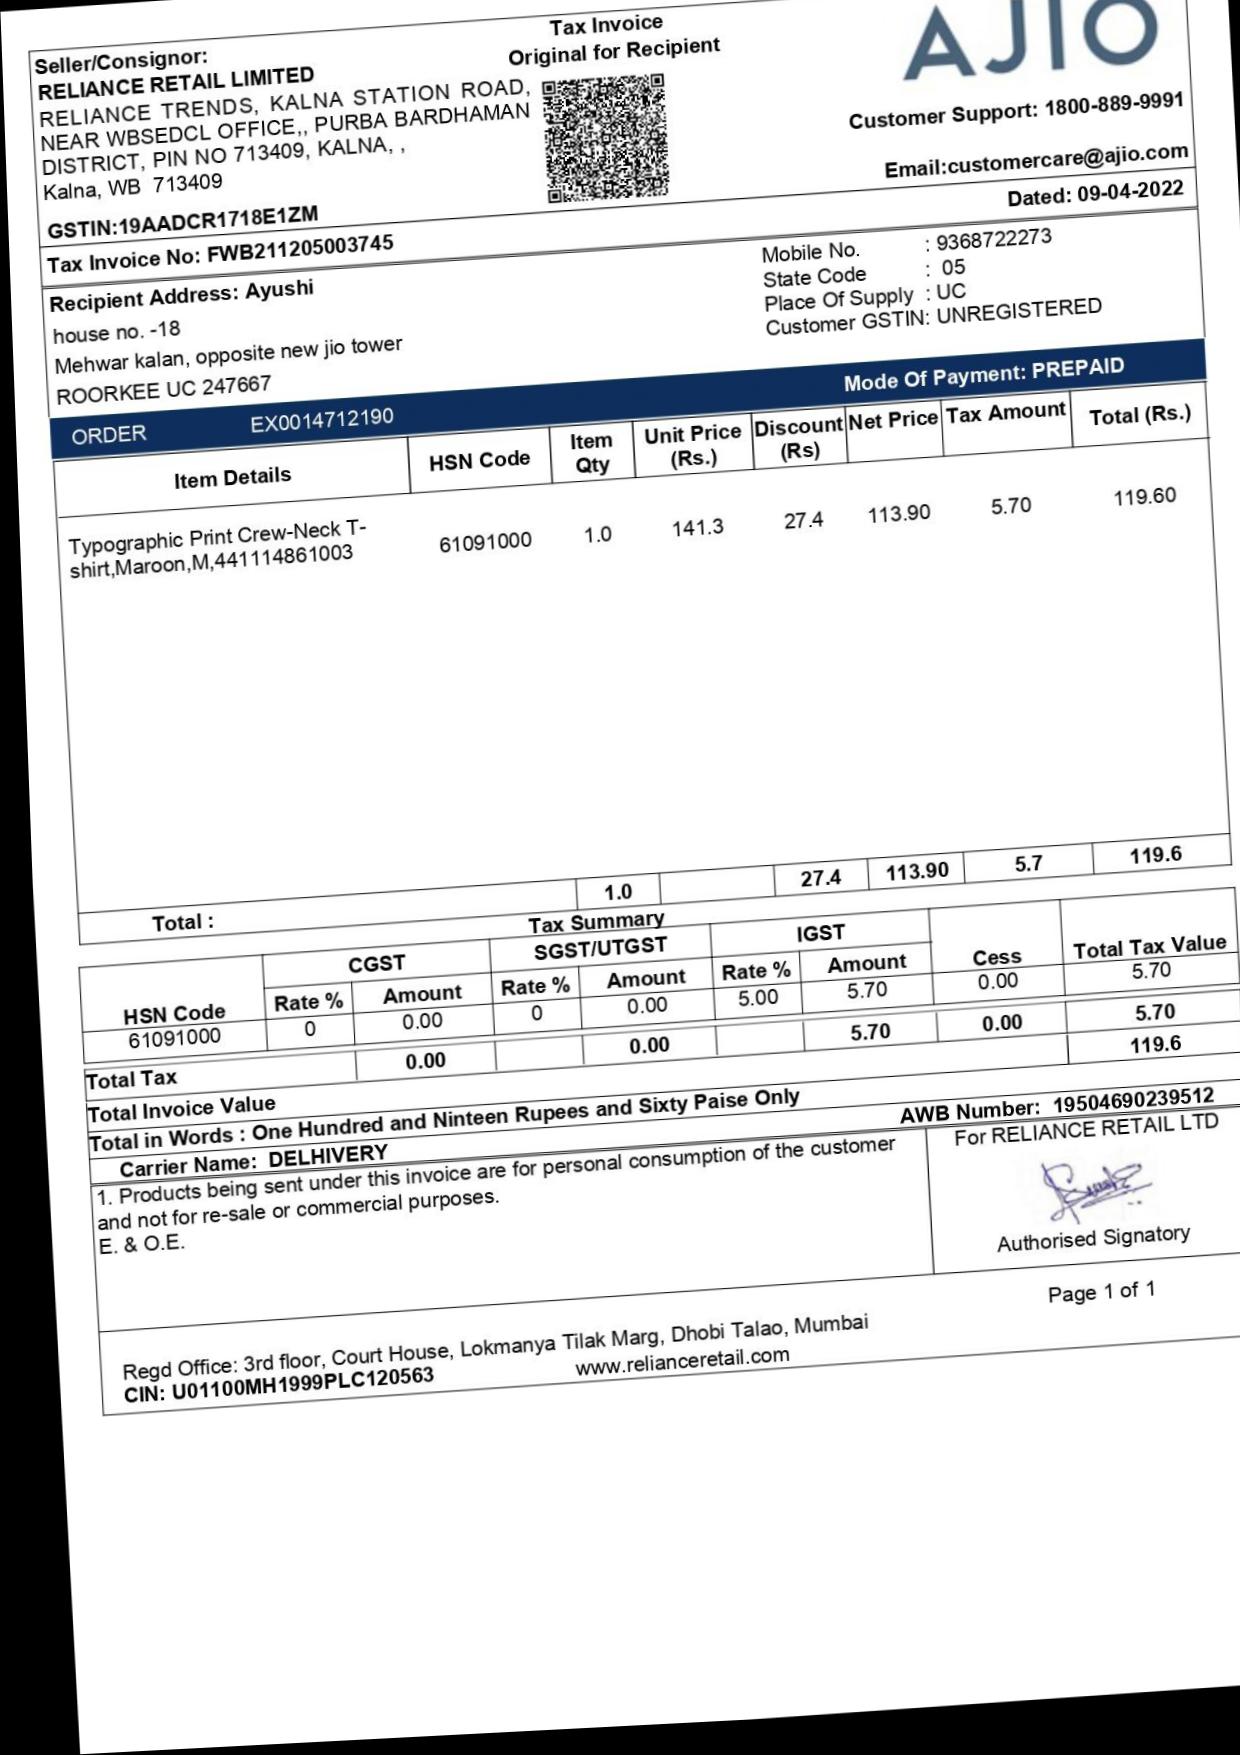 Tax Invoice
Original for Recipient
AJIO
Seller/Consignor:
RELIANCE RETAIL LIMITED
RELIANCE TRENDS, KALNA STATION ROAD,
NEAR WBSEDCL OFFICE,, PURBA BARDHAMAN
DISTRICT, PIN NO 713409, KALNA, ,
Kalna, WB 713409
GSTIN:19AADCR1718E1ZM
Customer Support: 1800-889-9991
Email:customercare@ajio.com
Tax Invoice No: FWB211205003745 Dated: 09-04-2022
Recipient Address: Ayushi
house no. -18
Mehwar kalan, opposite new jio tower
ROORKEE UC 247667
Mobile No. : 9368722273
State Code : 05
Place Of Supply : UC
Customer GSTIN: UNREGISTERED
ORDER EX0014712190 Mode Of Payment: PREPAID
Item Details HSN Code Item Qty Unit Price (Rs.) Discount (Rs) Net Price Tax Amount Total (Rs.)
Typographic Print Crew-Neck T-
shirt,Maroon,M,441114861003 61091000 1.0 141.3 27.4 113.90 5.70 119.60
Total : 1.0 27.4 113.90 5.7 119.6
Tax Summary
HSN Code CGST SGST/UTGST IGST Cess Total Tax Value
Rate % Amount Rate % Amount Rate % Amount
61091000 0 0.00 0 0.00 5.00 5.70 0.00 5.70
Total Tax 0.00 0.00 5.70 0.00 5.70
Total Invoice Value 119.6
Total in Words : One Hundred and Ninteen Rupees and Sixty Paise Only
Carrier Name: DELHIVERY AWB Number: 19504690239512
1. Products being sent under this invoice are for personal consumption of the customer
and not for re-sale or commercial purposes.
E. & O.E.
For RELIANCE RETAIL LTD
Authorised Signatory
Page 1 of 1
Regd Office: 3rd floor, Court House, Lokmanya Tilak Marg, Dhobi Talao, Mumbai
CIN: U01100MH1999PLC120563 www.relianceretail.com